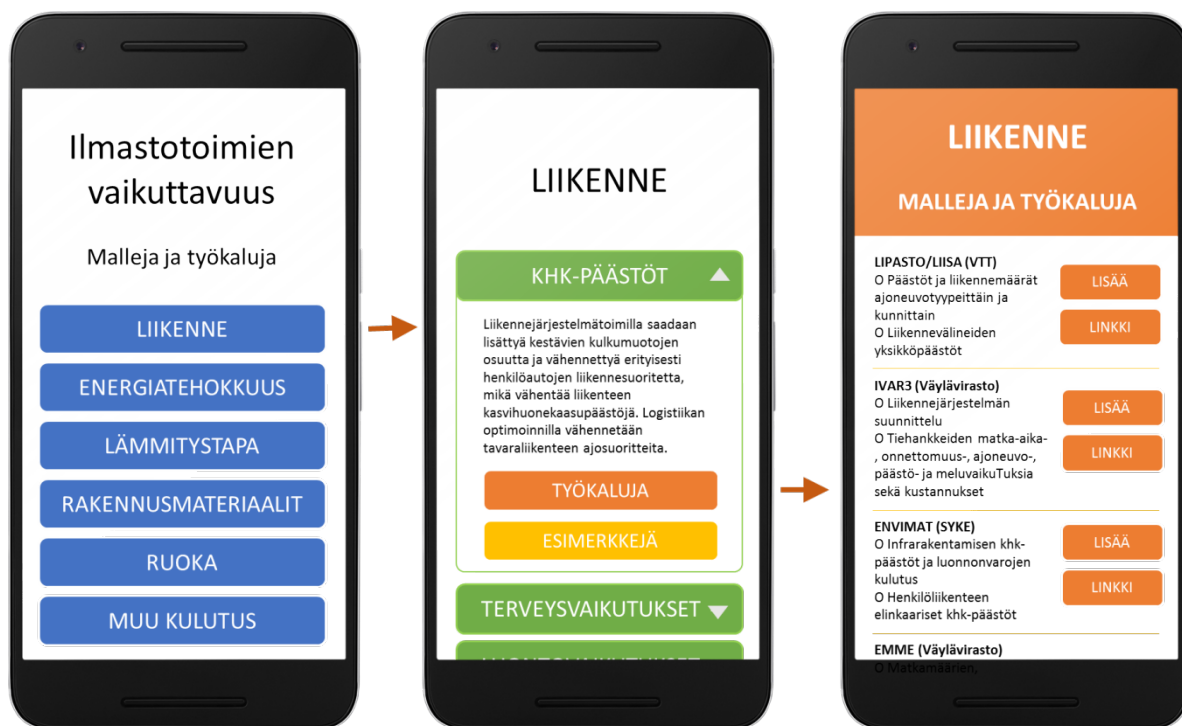 Ilmastotoimien
vaikuttavuus
Malleja ja työkaluja
LIIKENNE
ENERGIATEHOKKUUS
LÄMMITYSTAPA
RAKENNUSMATERIAALIT
RUOKA
MUU KULUTUS
LIIKENNE
KHK-PÄÄSTÖT
Liikennejärjestelmätoimilla saadaan
lisättyä kestävien kulkumuotojen
osuutta ja vähennettyä erityisesti
henkilöautojen liikennesuoritetta,
mikä vähentää liikenteen
kasvihuonekaasupäästöjä. Logistiikan
optimoinnilla vähennetään
tavaraliikenteen ajosuoritteita.
TYÖKALUJA
ESIMERKKEJÄ
TERVEYSVAIKUTUKSET
LIIKENNE
MALLEJA JA TYÖKALUJA
LIPASTO/LIISA (VTT)
O Päästöt ja liikennemäärät
ajoneuvotyypeittäin ja
kunnittain
O Liikennevälineiden
yksikköpäästöt
LISÄÄ
LINKKI
IVAR3 (Väylävirasto)
O Liikennejärjestelmän
suunnittelu
O Tiehankkeiden matka-aika-
, onnettomuus-, ajoneuvo-,
päästö- ja meluvaikuTuksia
sekä kustannukset
LISÄÄ
LINKKI
ENVIMAT (SYKE)
O Infrarakentamisen khk-
päästöt ja luonnonvarojen
kulutus
O Henkilöliikenteen
elinkaariset khk-päästöt
LISÄÄ
LINKKI
EMME (Väylävirasto)
O Matkamäärien,